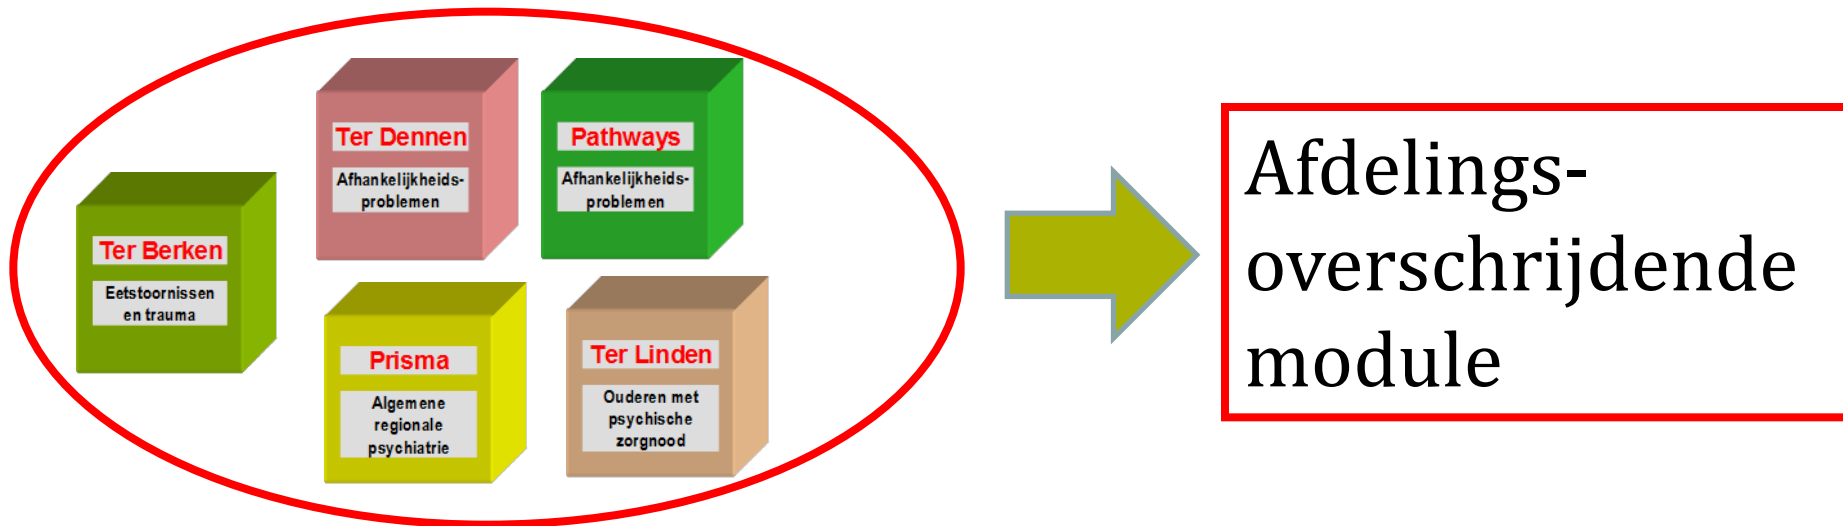 Ter Dennen
Afhankelijkheids-
problemen
Pathways
Afhankelijkheids-
problemen
Ter Berken
Eetstoornissen
en trauma
Prisma
Algemene
regionale
psychiatrie
Ter Linden
Ouderen met
psychische
zorgnood
Afdelings-
overschrijdende
module